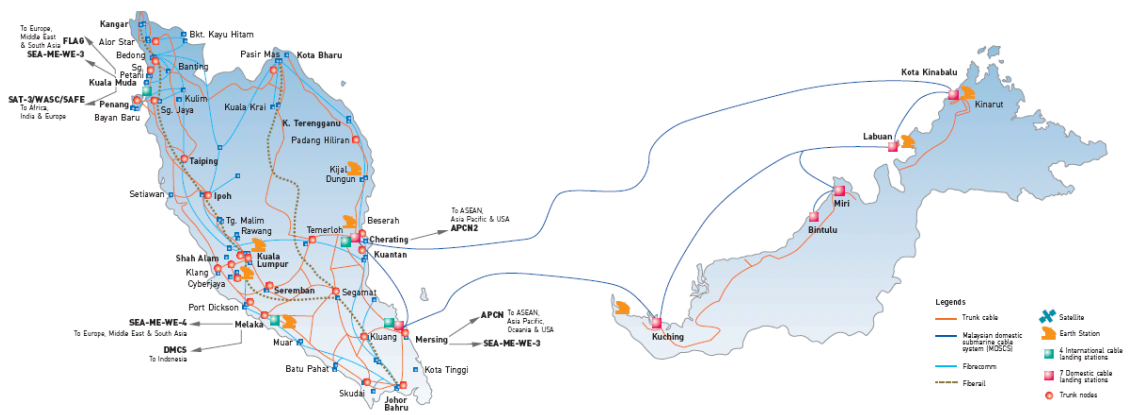 Kangar
To Europe,
Middle East
& South Asia
FLAG
SEA-ME-WE-3
Alor Star
Bkt. Kayu Hitam
Bedong
Sg.
Petani
Banting
Kuala Muda
SAT-3/WASC/SAFE
To Africa,
India & Europe
Penang
Bayan Baru
Kulim
Sg. Jaya
Pasir Mas
Kota Bharu
Kuala Krai
K. Terengganu
Padang Hiliran
Taiping
Kijal
Dungun
Setiawan
Ipoh
Tg. Malim
Rawang
Temerloh
Beserah
Cherating
Kuantan
To ASEAN,
Asia Pacific & USA
APCN2
Shah Alam
Kuala
Lumpur
Klang
Cyberjaya
Seremban
Segamat
Port Dickson
SEA-ME-WE-4
To Europe, Middle East & South Asia
Melaka
DMCS
To Indonesia
Muar
Kluang
Mersing
APCN
To ASEAN,
Asia Pacific,
Oceania & USA
SEA-ME-WE-3
Batu Pahat
Kota Tinggi
Skudai
Johor
Bahru
Kota Kinabalu
Kinarut
Labuan
Miri
Bintulu
Kuching
Legends
Trunk cable
Malaysian domestic
submarine cable
system (MDSCS)
Fibrecomm
Fiberail
Satellite
Earth Station
4 International cable
landing stations
7 Domestic cable
landing stations
Trunk nodes